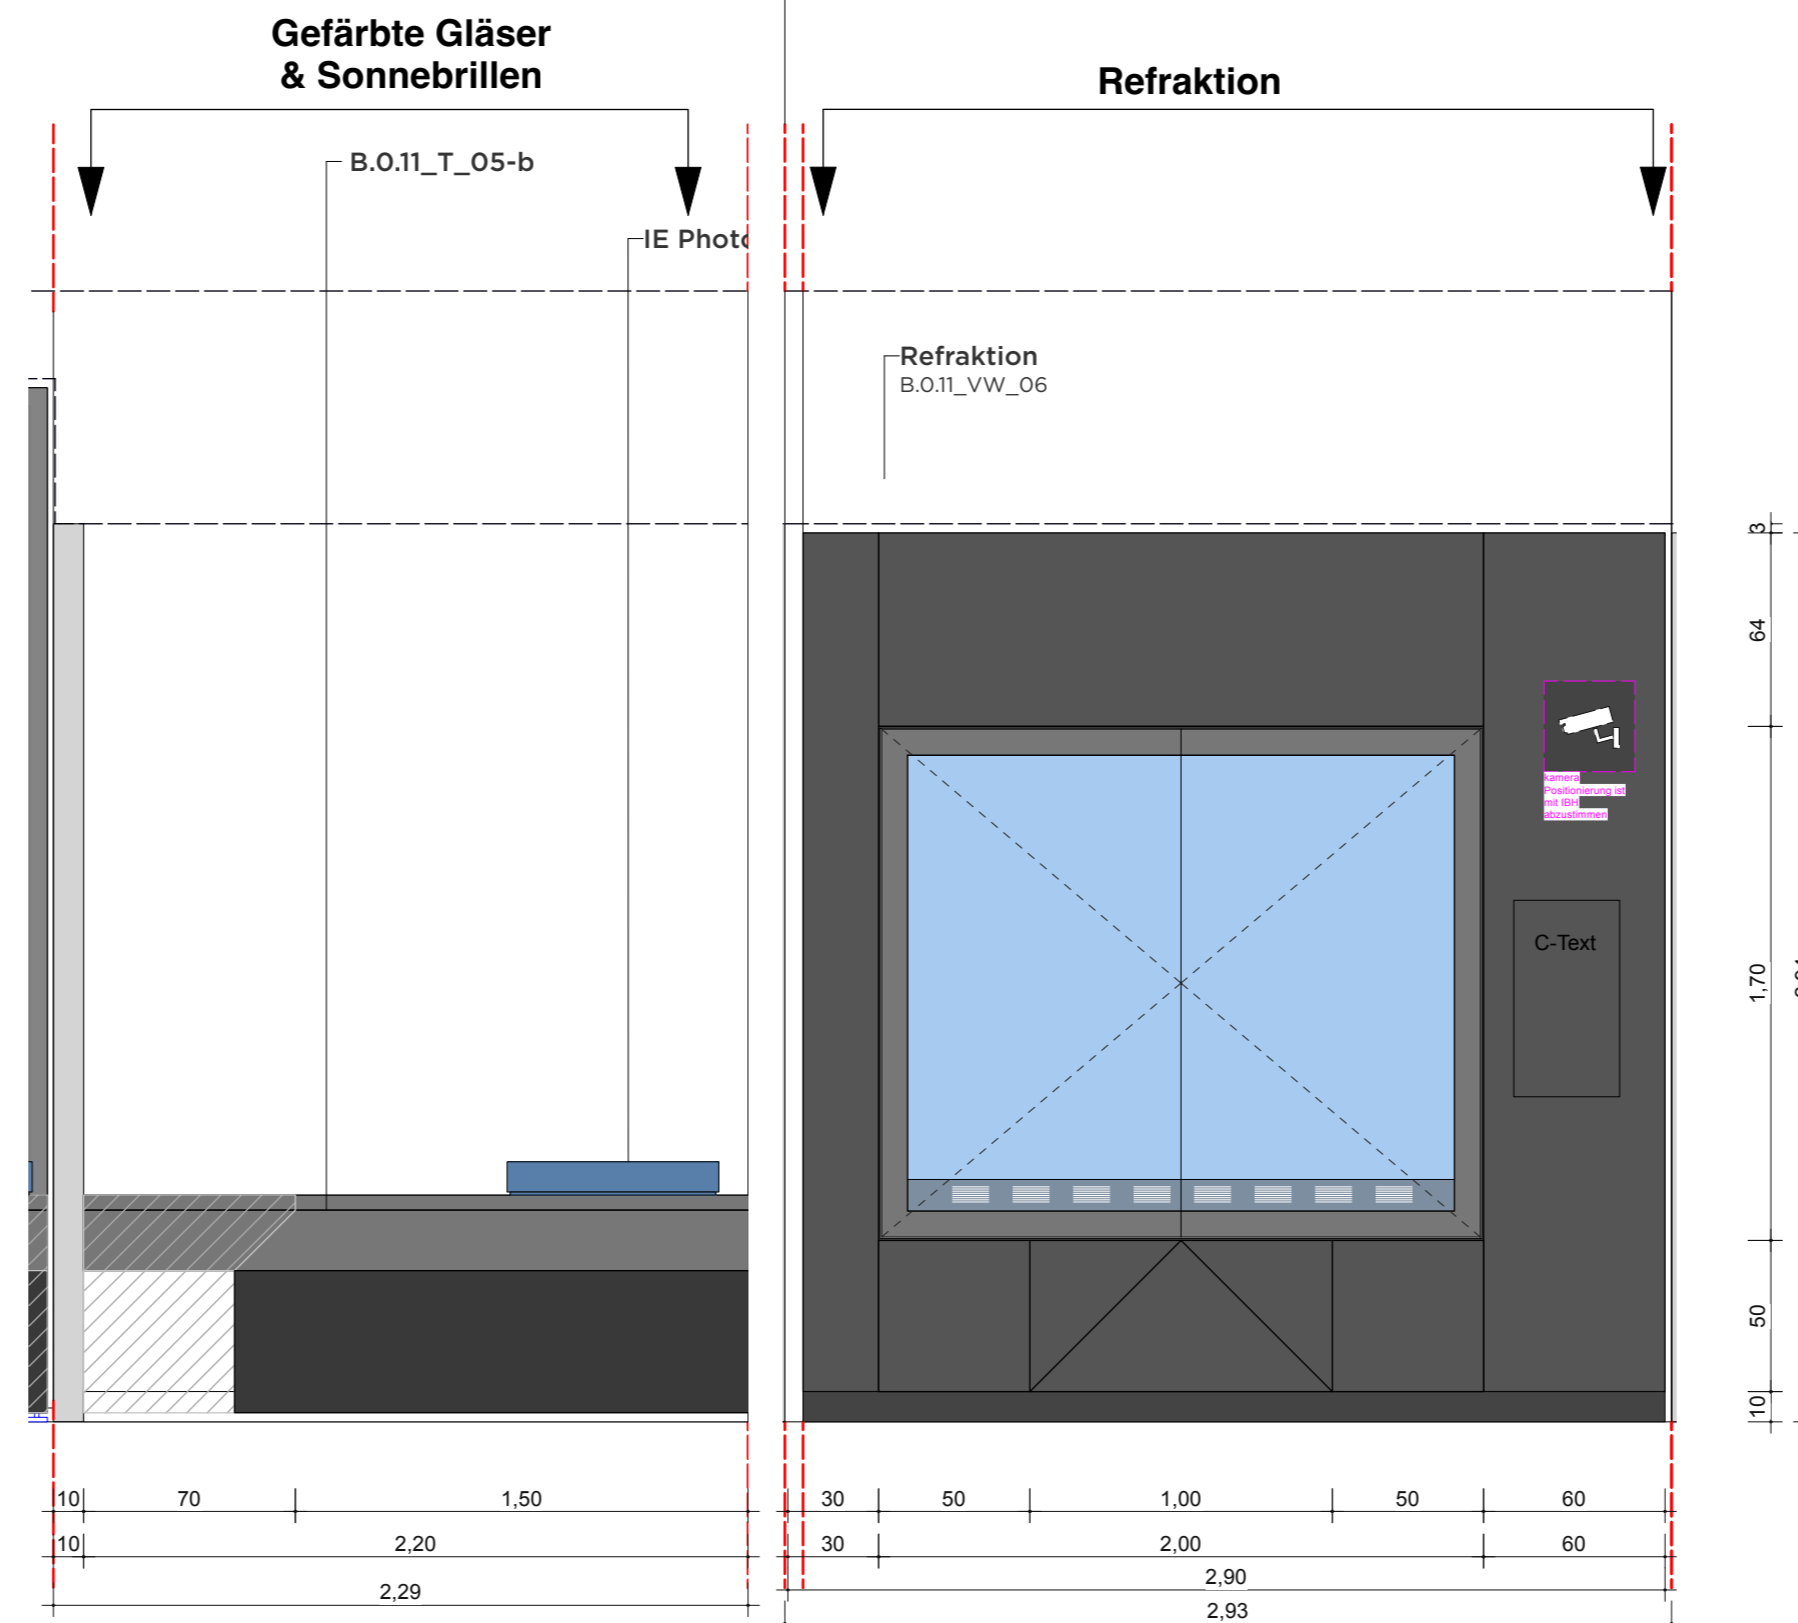 Gefärbte Gläser
& Sonnebrillen
Refraktion
B.0.11_T_05-b
IE Photo
Refraktion
B.0.11_VW_06
kamera
Positionierung ist
mit IBH
abzustimmen
C-Text
3
64
1,70
50
10
10 70 1,50
10 2,20
2,29
30 50 1,00 50 60
30 2,00 60
2,90
2,93